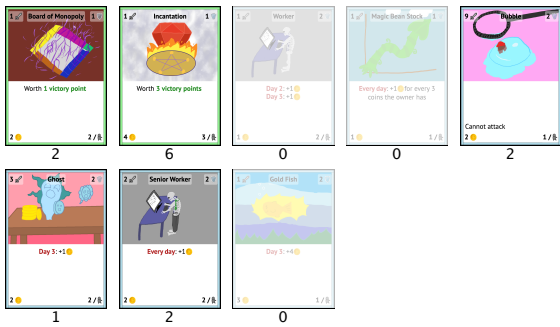 1 Board of Monopoly 1
Worth 1 victory point
2 2 /
2
1 Incantation 1
Worth 3 victory points
4 3 /
6
1 Worker 2
Day 2: +1
Day 3: +1
1 2 /
0
1 Magic Bean Stock 2
Every day: +1 for every 3
coins the owner has
1 1 /
0
9 Bubble 2
Cannot attack
2 1 /
2
3 Ghost 2
Day 3: +1
2 2 /
1
2 Senior Worker 2
Every day: +1
2 2 /
2
1 Gold Fish 2
Day 3: +4
3 1 /
0